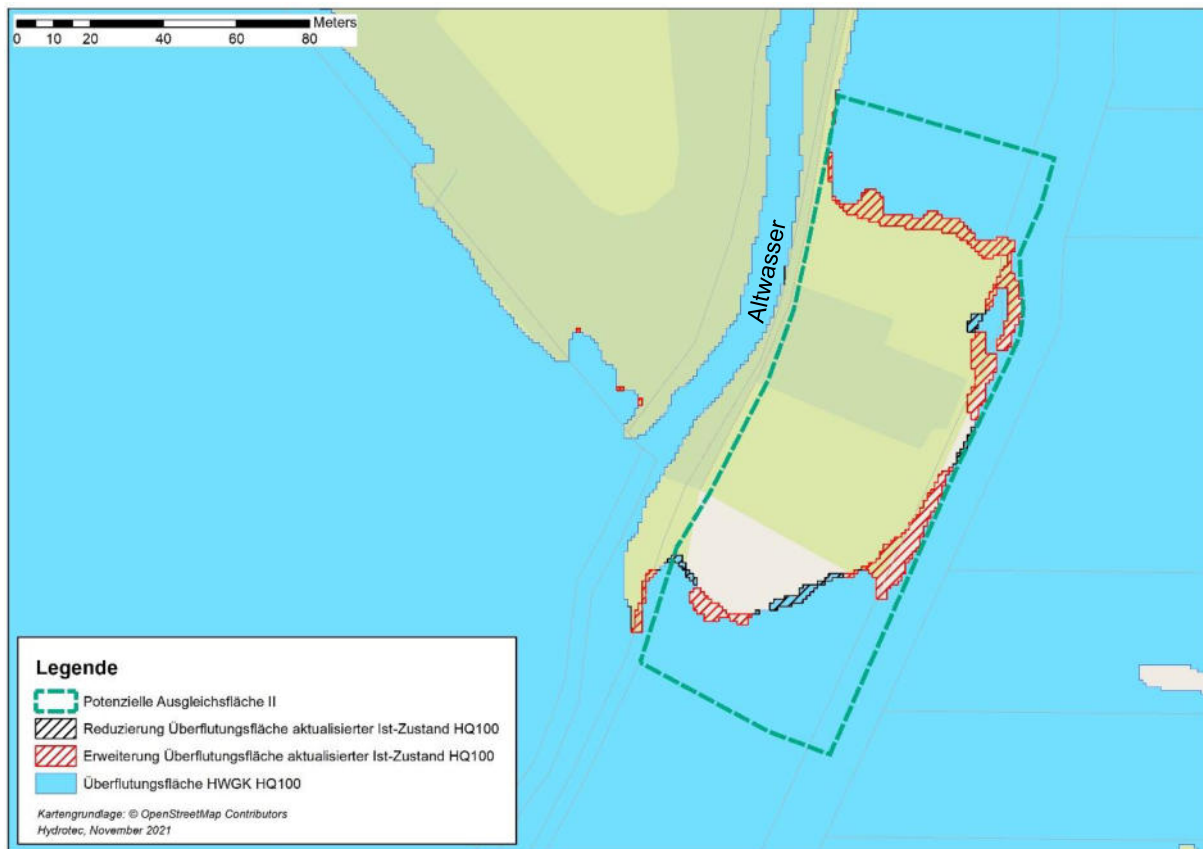 Meters
0 10 20 40 60 80
Altwasser
Legende
Potenzielle Ausgleichsfläche II
Reduzierung Überflutungsfläche aktualisierter Ist-Zustand HQ100
Erweiterung Überflutungsfläche aktualisierter Ist-Zustand HQ100
Überflutungsfläche HWGK HQ100
Kartengrundlage: © OpenStreetMap Contributors
Hydrotec, November 2021